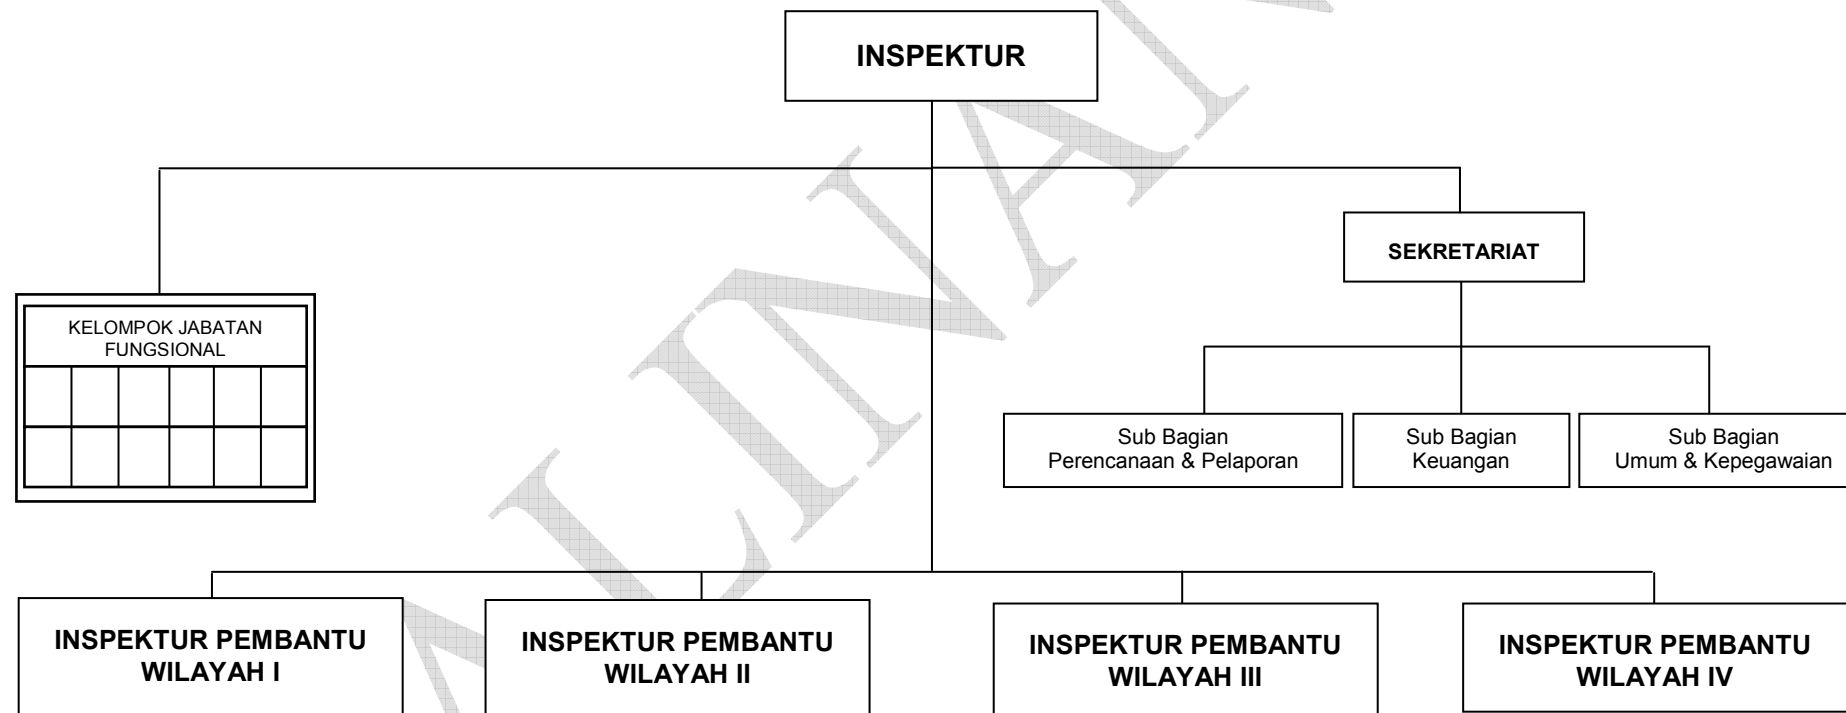 INSPEKTUR
SEKRETARIAT
KELOMPOK JABATAN
FUNGSIONAL
Sub Bagian
Perencanaan & Pelaporan
Sub Bagian
Keuangan
Sub Bagian
Umum & Kepegawaian
INSPEKTUR PEMBANTU
WILAYAH I
INSPEKTUR PEMBANTU
WILAYAH II
INSPEKTUR PEMBANTU
WILAYAH III
INSPEKTUR PEMBANTU
WILAYAH IV